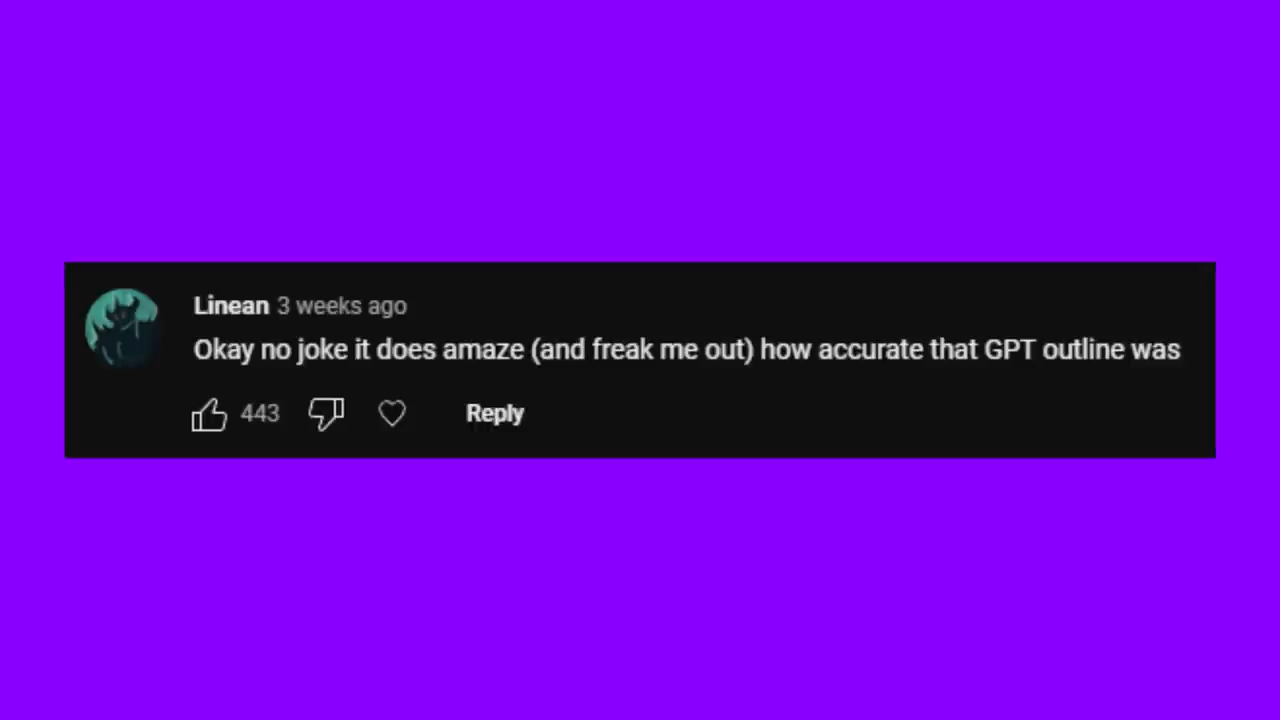 Linean 3 weeks ago
Okay no joke it does amaze (and freak me out) how accurate that GPT outline was
443 Reply